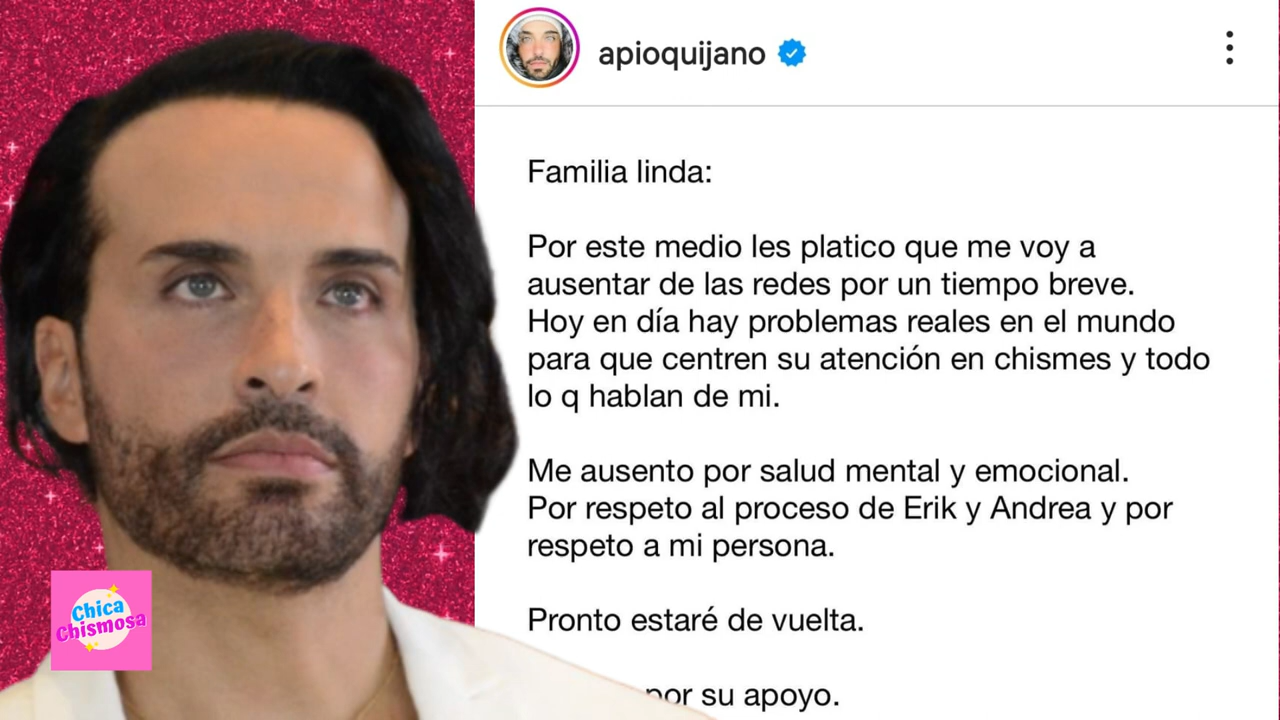 apioquijano
Familia linda:
Por este medio les platico que me voy a
ausentar de las redes por un tiempo breve.
Hoy en día hay problemas reales en el mundo
para que centren su atención en chismes y todo
lo q hablan de mi.
Me ausento por salud mental y emocional.
Por respeto al proceso de Erik y Andrea y por
respeto a mi persona.
Pronto estaré de vuelta.
por su apoyo.
Chica
Chismosa